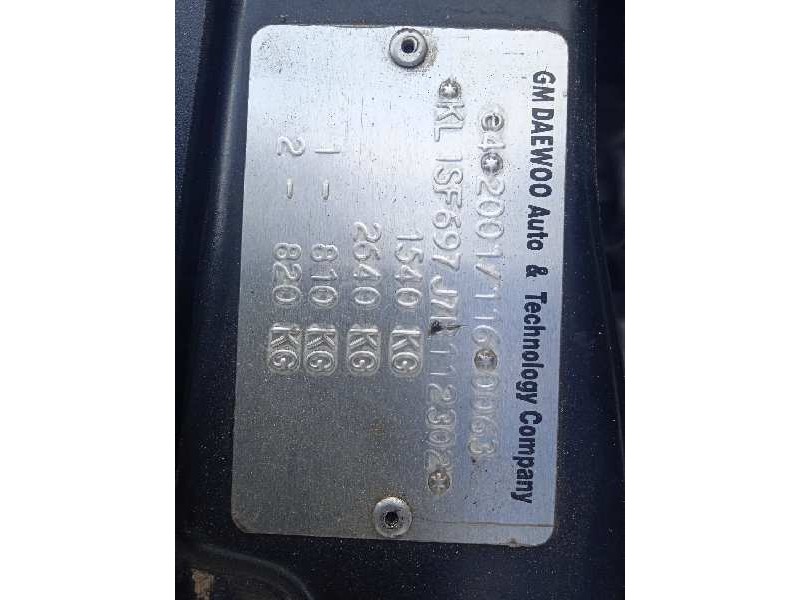 GM DAEWOO Auto & Technology Company
e4*2001/116*0063
*KL1SF697J7B112302*
1540 KG
2640 KG
1 - 810 KG
2 - 820 KG